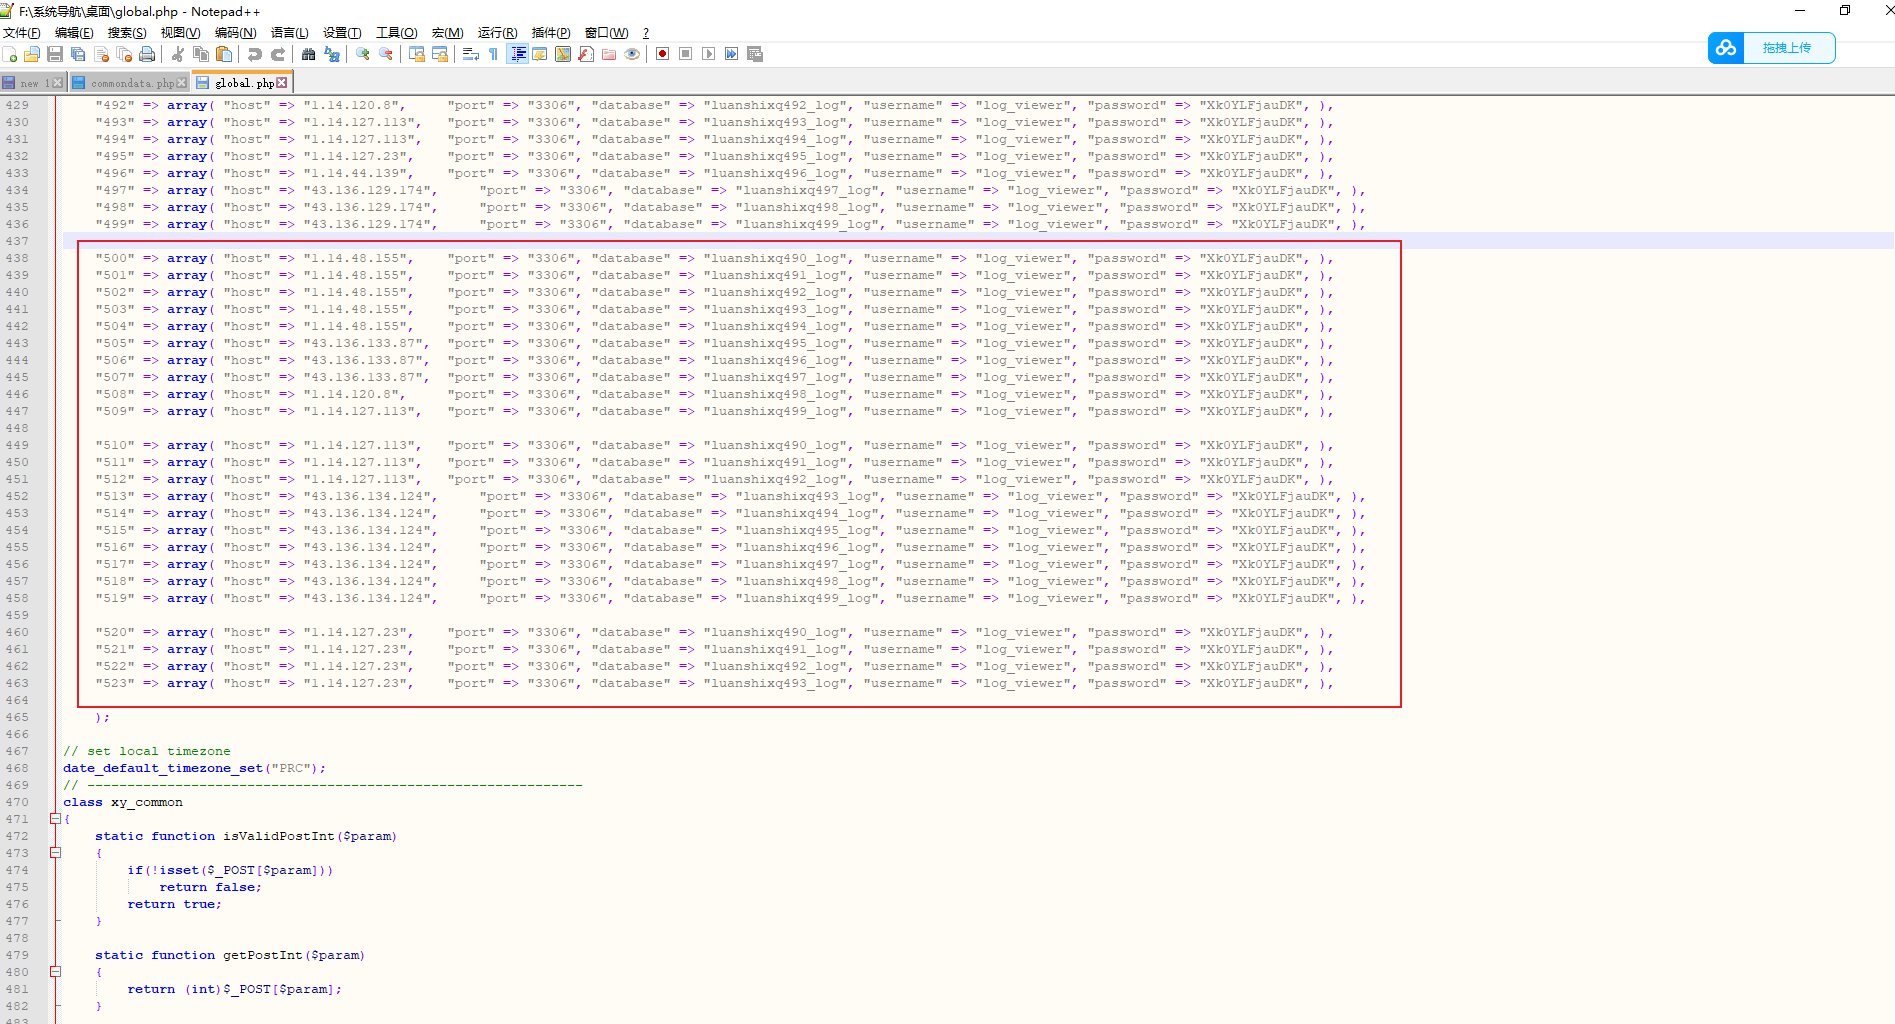 F:\系统导航\桌面\global.php - Notepad++
文件(F) 编辑(E) 搜索(S) 视图(V) 编码(N) 语言(L) 设置(T) 工具(O) 宏(M) 运行(R) 插件(P) 窗口(W) ?
拖拽上传
new 1 commondata.php global.php
429 "492" => array( "host" => "1.14.120.8", "port" => "3306", "database" => "luanshixq492_log", "username" => "log_viewer", "password" => "Xk0YLFjauDK", ),
430 "493" => array( "host" => "1.14.127.113", "port" => "3306", "database" => "luanshixq493_log", "username" => "log_viewer", "password" => "Xk0YLFjauDK", ),
431 "494" => array( "host" => "1.14.127.113", "port" => "3306", "database" => "luanshixq494_log", "username" => "log_viewer", "password" => "Xk0YLFjauDK", ),
432 "495" => array( "host" => "1.14.127.23", "port" => "3306", "database" => "luanshixq495_log", "username" => "log_viewer", "password" => "Xk0YLFjauDK", ),
433 "496" => array( "host" => "1.14.44.139", "port" => "3306", "database" => "luanshixq496_log", "username" => "log_viewer", "password" => "Xk0YLFjauDK", ),
434 "497" => array( "host" => "43.136.129.174", "port" => "3306", "database" => "luanshixq497_log", "username" => "log_viewer", "password" => "Xk0YLFjauDK", ),
435 "498" => array( "host" => "43.136.129.174", "port" => "3306", "database" => "luanshixq498_log", "username" => "log_viewer", "password" => "Xk0YLFjauDK", ),
436 "499" => array( "host" => "43.136.129.174", "port" => "3306", "database" => "luanshixq499_log", "username" => "log_viewer", "password" => "Xk0YLFjauDK", ),
437
438 "500" => array( "host" => "1.14.48.155", "port" => "3306", "database" => "luanshixq490_log", "username" => "log_viewer", "password" => "Xk0YLFjauDK", ),
439 "501" => array( "host" => "1.14.48.155", "port" => "3306", "database" => "luanshixq491_log", "username" => "log_viewer", "password" => "Xk0YLFjauDK", ),
440 "502" => array( "host" => "1.14.48.155", "port" => "3306", "database" => "luanshixq492_log", "username" => "log_viewer", "password" => "Xk0YLFjauDK", ),
441 "503" => array( "host" => "1.14.48.155", "port" => "3306", "database" => "luanshixq493_log", "username" => "log_viewer", "password" => "Xk0YLFjauDK", ),
442 "504" => array( "host" => "1.14.48.155", "port" => "3306", "database" => "luanshixq494_log", "username" => "log_viewer", "password" => "Xk0YLFjauDK", ),
443 "505" => array( "host" => "43.136.133.87", "port" => "3306", "database" => "luanshixq495_log", "username" => "log_viewer", "password" => "Xk0YLFjauDK", ),
444 "506" => array( "host" => "43.136.133.87", "port" => "3306", "database" => "luanshixq496_log", "username" => "log_viewer", "password" => "Xk0YLFjauDK", ),
445 "507" => array( "host" => "43.136.133.87", "port" => "3306", "database" => "luanshixq497_log", "username" => "log_viewer", "password" => "Xk0YLFjauDK", ),
446 "508" => array( "host" => "1.14.120.8", "port" => "3306", "database" => "luanshixq498_log", "username" => "log_viewer", "password" => "Xk0YLFjauDK", ),
447 "509" => array( "host" => "1.14.127.113", "port" => "3306", "database" => "luanshixq499_log", "username" => "log_viewer", "password" => "Xk0YLFjauDK", ),
448
449 "510" => array( "host" => "1.14.127.113", "port" => "3306", "database" => "luanshixq490_log", "username" => "log_viewer", "password" => "Xk0YLFjauDK", ),
450 "511" => array( "host" => "1.14.127.113", "port" => "3306", "database" => "luanshixq491_log", "username" => "log_viewer", "password" => "Xk0YLFjauDK", ),
451 "512" => array( "host" => "1.14.127.113", "port" => "3306", "database" => "luanshixq492_log", "username" => "log_viewer", "password" => "Xk0YLFjauDK", ),
452 "513" => array( "host" => "43.136.134.124", "port" => "3306", "database" => "luanshixq493_log", "username" => "log_viewer", "password" => "Xk0YLFjauDK", ),
453 "514" => array( "host" => "43.136.134.124", "port" => "3306", "database" => "luanshixq494_log", "username" => "log_viewer", "password" => "Xk0YLFjauDK", ),
454 "515" => array( "host" => "43.136.134.124", "port" => "3306", "database" => "luanshixq495_log", "username" => "log_viewer", "password" => "Xk0YLFjauDK", ),
455 "516" => array( "host" => "43.136.134.124", "port" => "3306", "database" => "luanshixq496_log", "username" => "log_viewer", "password" => "Xk0YLFjauDK", ),
456 "517" => array( "host" => "43.136.134.124", "port" => "3306", "database" => "luanshixq497_log", "username" => "log_viewer", "password" => "Xk0YLFjauDK", ),
457 "518" => array( "host" => "43.136.134.124", "port" => "3306", "database" => "luanshixq498_log", "username" => "log_viewer", "password" => "Xk0YLFjauDK", ),
458 "519" => array( "host" => "43.136.134.124", "port" => "3306", "database" => "luanshixq499_log", "username" => "log_viewer", "password" => "Xk0YLFjauDK", ),
459
460 "520" => array( "host" => "1.14.127.23", "port" => "3306", "database" => "luanshixq490_log", "username" => "log_viewer", "password" => "Xk0YLFjauDK", ),
461 "521" => array( "host" => "1.14.127.23", "port" => "3306", "database" => "luanshixq491_log", "username" => "log_viewer", "password" => "Xk0YLFjauDK", ),
462 "522" => array( "host" => "1.14.127.23", "port" => "3306", "database" => "luanshixq492_log", "username" => "log_viewer", "password" => "Xk0YLFjauDK", ),
463 "523" => array( "host" => "1.14.127.23", "port" => "3306", "database" => "luanshixq493_log", "username" => "log_viewer", "password" => "Xk0YLFjauDK", ),
464
465 );
466
467 // set local timezone
468 date_default_timezone_set("PRC");
469 // --------------------------------------------------------------
470 class xy_common
471 {
472 static function isValidPostInt($param)
473 {
474 if(!isset($_POST[$param]))
475 return false;
476 return true;
477 }
478
479 static function getPostInt($param)
480 {
481 return (int)$_POST[$param];
482 }
483